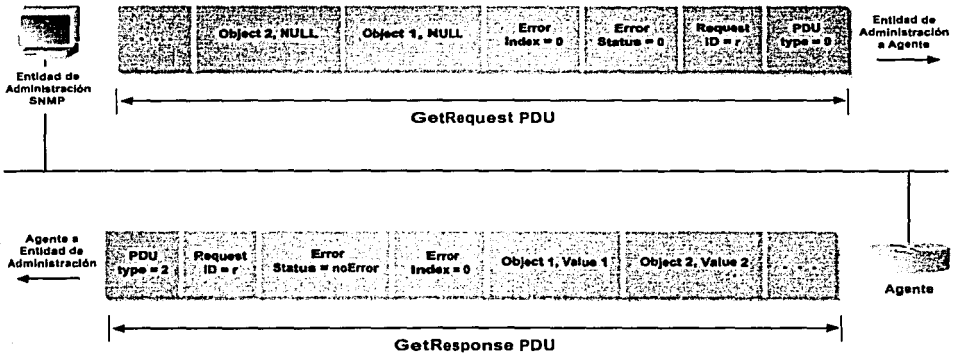 Object 2, NULL
Object 1, NULL
Error
Index = 0
Error
Status = 0
Request
ID = r
PDU
type = 0
Entidad de
Administración
a Agente
Entidad de
Administración
SNMP
GetRequest PDU
Agente a
Entidad de
Administración
PDU
type = 2
Request
ID = r
Error
Status = noError
Error
Index = 0
Object 1, Value 1
Object 2, Value 2
Agente
GetResponse PDU